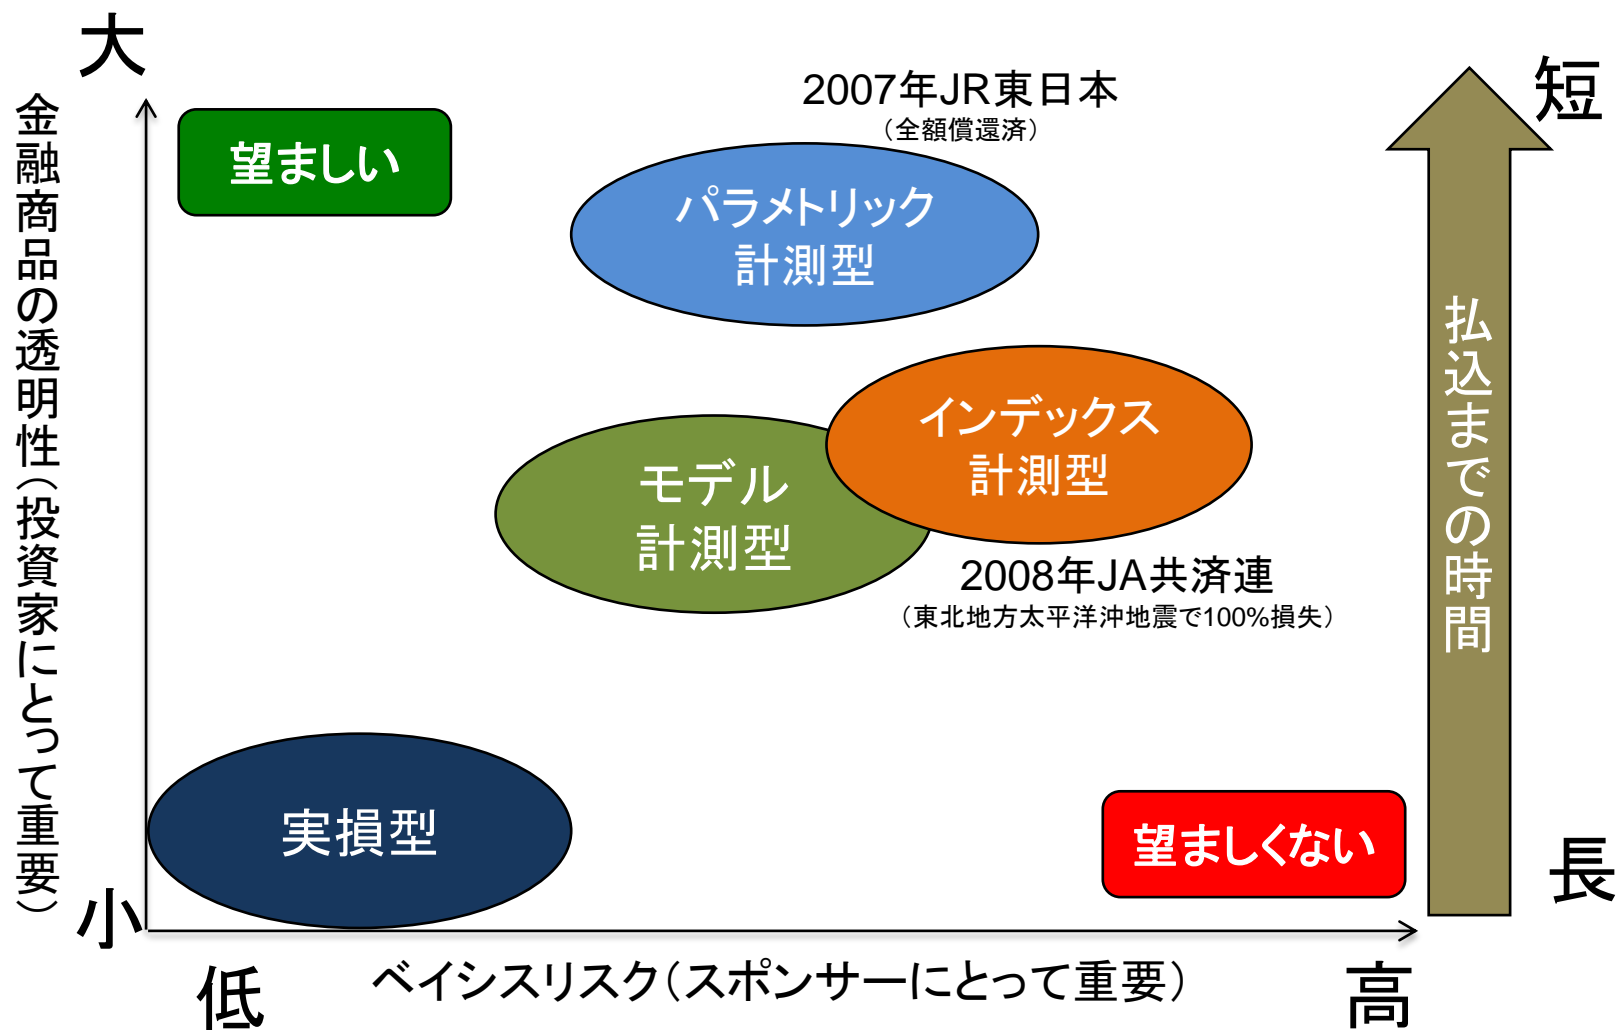 大
金融商品の透明性（投資家にとって重要）
小
望ましい
2007年JR東日本
（全額償還済）
パラメトリック
計測型
インデックス
計測型
モデル
計測型
2008年JA共済連
（東北地方太平洋沖地震で100%損失）
実損型
望ましくない
短
払込までの時間
長
低
ベイシスリスク（スポンサーにとって重要）
高